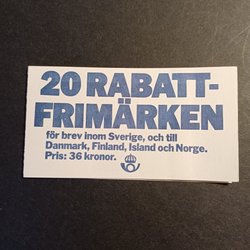 20 RABATT-
FRIMÄRKEN
för brev inom Sverige, och till
Danmark, Finland, Island och Norge.
Pris: 36 kronor.